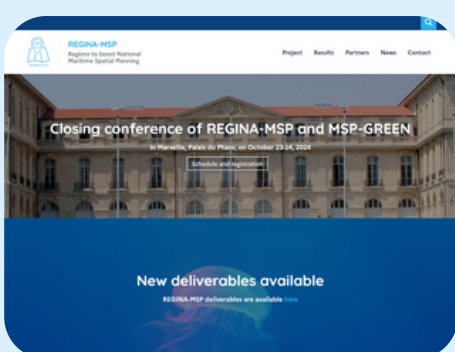 REGINA-MSP
Regions to boost National
Maritime Spatial Planning
Project Results Partners News Contact
Closing conference of REGINA-MSP and MSP-GREEN
in Marseille, Palais du Pharo, on October 23-24, 2024
Schedule and registration
New deliverables available
REGINA-MSP deliverables are available here